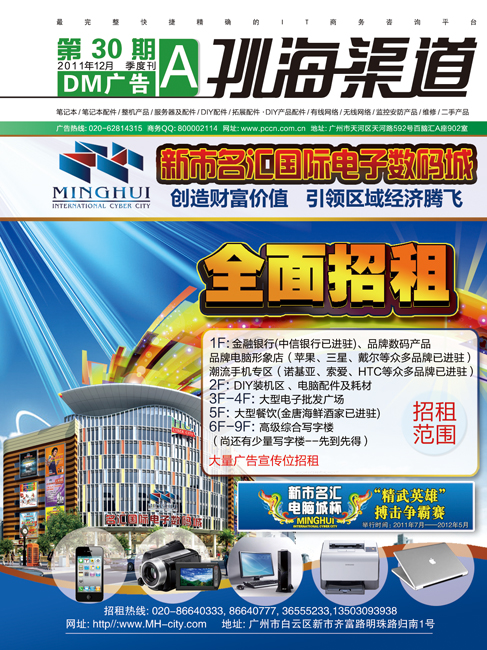 最完整快捷精确的IT商务咨询平台
第30期
2011年12月 季度刊
DM广告
A
巩海渠道
笔记本/笔记本配件/整机产品/服务器及配件/DIY配件/拓展配件、DIY产品配件/有线网络/无线网络/监控安防产品/维修/二手产品
广告热线: 020-62814315 商务QQ: 800002114 网址: www.pccn.com.cn 地址: 广州市天河区天河路592号百脑汇A座902室
MINGHUI
INTERNATIONAL CYBER CITY
新市名汇国际电子数码城
创造财富价值 引领区域经济腾飞
全面招租
1F: 金融银行(中信银行已进驻)、品牌数码产品
品牌电脑形象店（苹果、三星、戴尔等众多品牌已进驻）
潮流手机专区（诺基亚、索爱、HTC等众多品牌已进驻）
2F: DIY装机区 、电脑配件及耗材
3F-4F: 大型电子批发广场
5F: 大型餐饮(金唐海鲜酒家已进驻)
6F-9F: 高级综合写字楼
（尚还有少量写字楼--先到先得）
招租
范围
大量广告宣传位招租
新市名汇
电脑城杯
MINGHUI
INTERNATIONAL CYBER CITY
“精武英雄”
搏击争霸赛
举行时间: 2011年7月——2012年5月
名汇国际电子数码城
招租热线: 020-86640333, 86640777, 36555233,13503093938
网址: http//:www.MH-city.com 地址: 广州市白云区新市齐富路明珠路归南1号